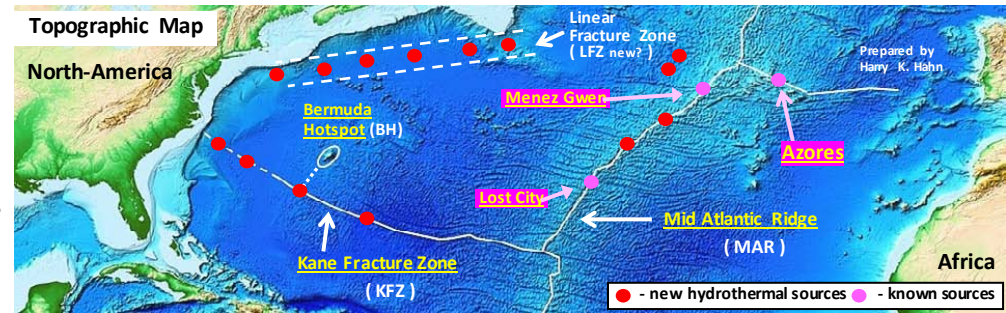 Topographic Map
North-America
Linear
Fracture Zone
( LFZ new? )
Prepared by
Harry K. Hahn
Menez Gwen
Bermuda
Hotspot (BH)
Azores
Lost City
Mid Atlantic Ridge
( MAR )
Kane Fracture Zone
( KFZ )
Africa
- new hydrothermal sources - known sources